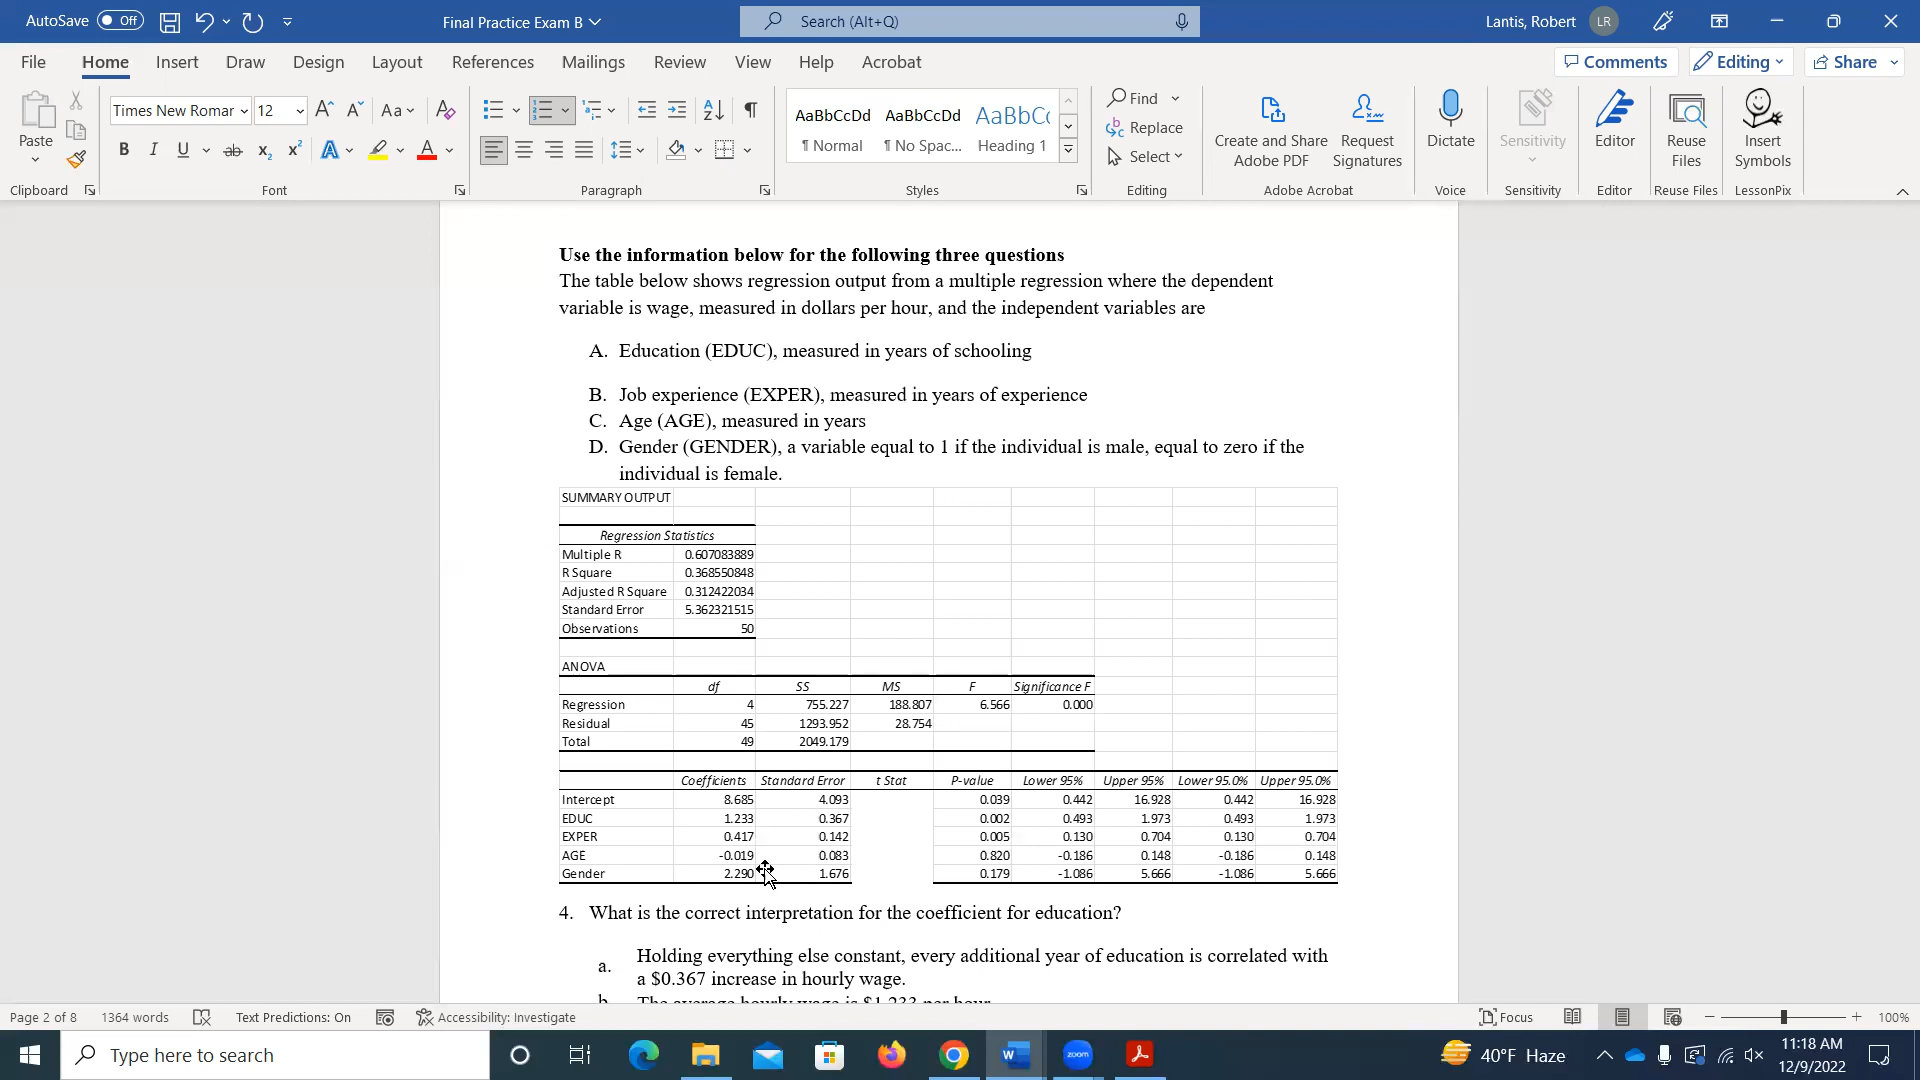 AutoSave Off Final Practice Exam B Search (Alt+Q) Lantis, Robert LR
File Home Insert Draw Design Layout References Mailings Review View Help Acrobat Comments Editing Share
Paste Times New Romar 12 Aa
AaBbCcDd AaBbCcDd AaBbCc
¶ Normal ¶ No Spac... Heading 1
Find
Replace
Select
Create and Share Adobe PDF
Request Signatures
Dictate
Sensitivity
Editor
Reuse Files
Insert Symbols
Clipboard Font Paragraph Styles Editing Adobe Acrobat Voice Sensitivity Editor Reuse Files LessonPix
Use the information below for the following three questions
The table below shows regression output from a multiple regression where the dependent
variable is wage, measured in dollars per hour, and the independent variables are
A. Education (EDUC), measured in years of schooling
B. Job experience (EXPER), measured in years of experience
C. Age (AGE), measured in years
D. Gender (GENDER), a variable equal to 1 if the individual is male, equal to zero if the
individual is female.
SUMMARY OUTPUT
Regression Statistics
Multiple R 0.607083889
R Square 0.368550848
Adjusted R Square 0.312422034
Standard Error 5.362321515
Observations 50
ANOVA
df SS MS F Significance F
Regression 4 755.227 188.807 6.566 0.000
Residual 45 1293.952 28.754
Total 49 2049.179
Coefficients Standard Error t Stat P-value Lower 95% Upper 95% Lower 95.0% Upper 95.0%
Intercept 8.685 4.093 0.039 0.442 16.928 0.442 16.928
EDUC 1.233 0.367 0.002 0.493 1.973 0.493 1.973
EXPER 0.417 0.142 0.005 0.130 0.704 0.130 0.704
AGE -0.019 0.083 0.820 -0.186 0.148 -0.186 0.148
Gender 2.290 1.676 0.179 -1.086 5.666 -1.086 5.666
4. What is the correct interpretation for the coefficient for education?
a. Holding everything else constant, every additional year of education is correlated with
a $0.367 increase in hourly wage.
b. The average hourly wage is $1.233 per hour
Page 2 of 8 1364 words Text Predictions: On Accessibility: Investigate Focus 100%
Type here to search zoom 40°F Haze 11:18 AM
12/9/2022